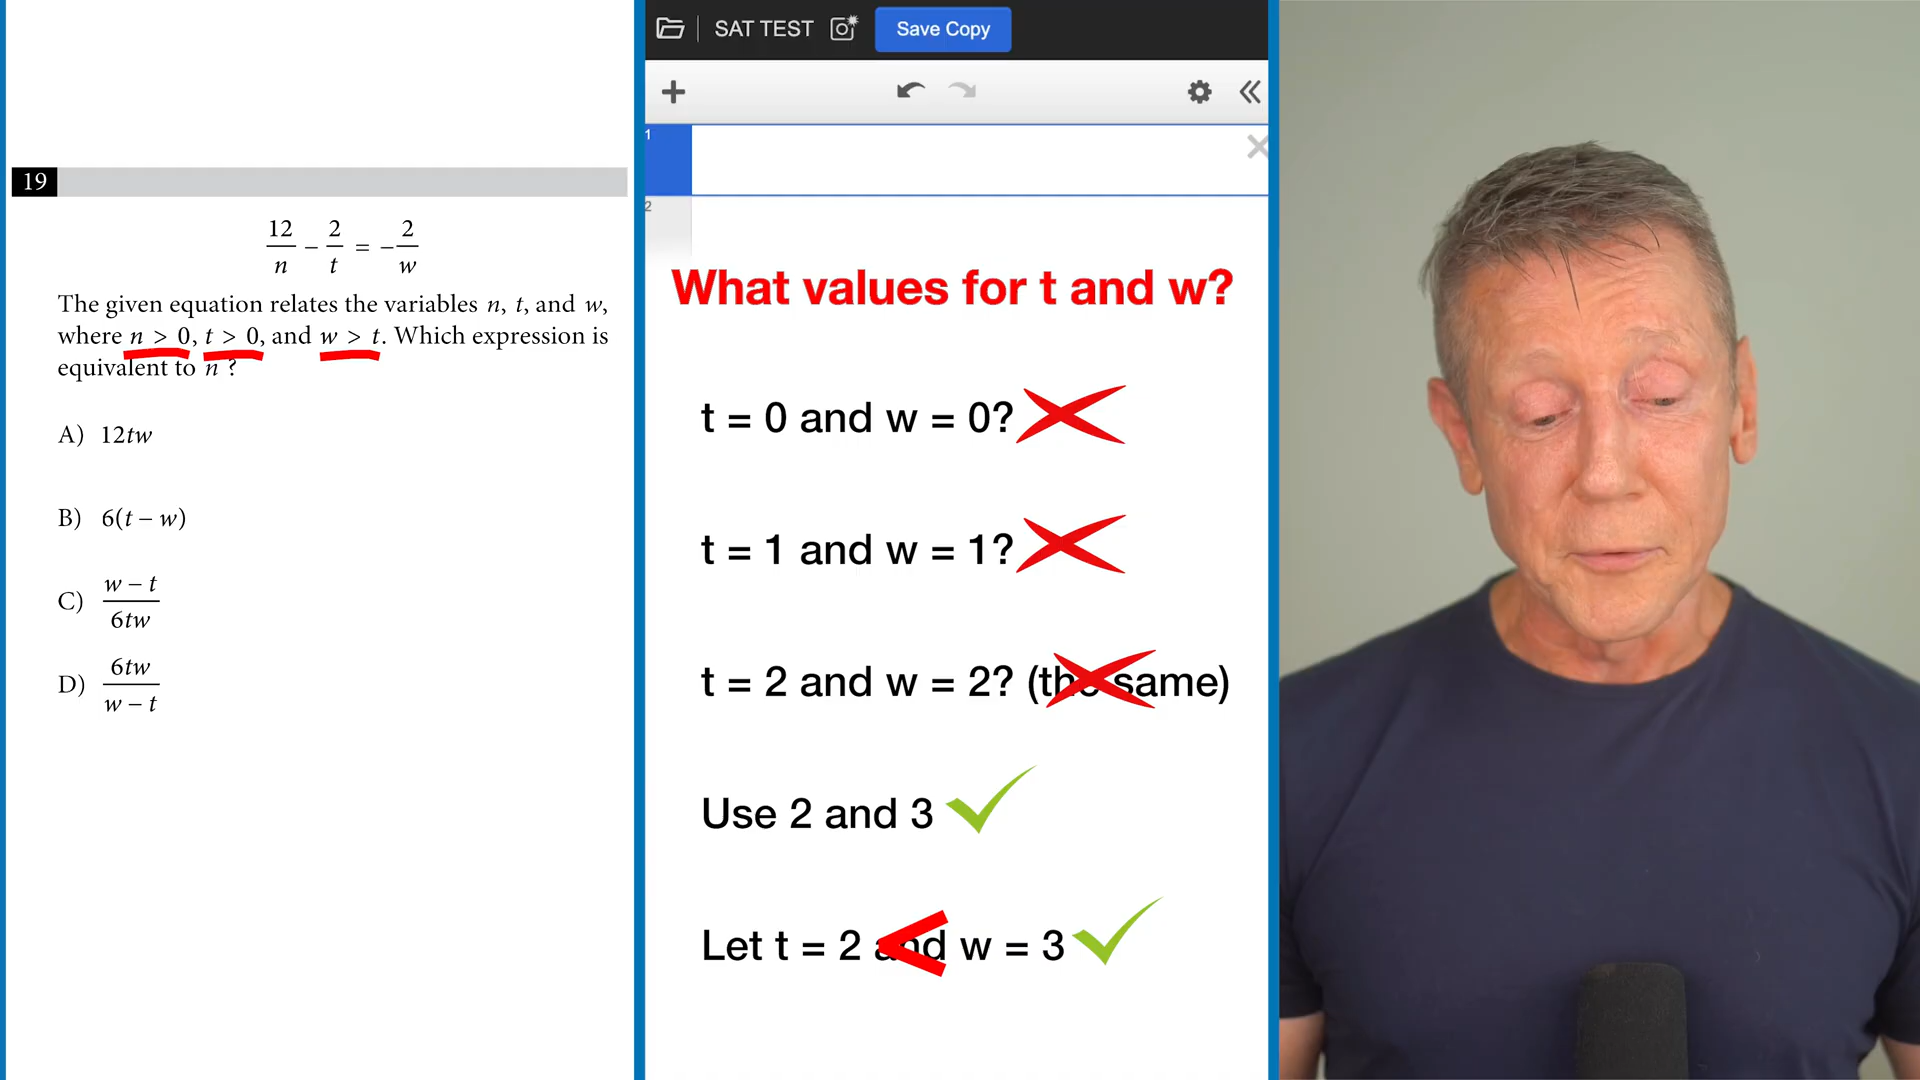 19
12/n − 2/t = − 2/w
The given equation relates the variables n, t, and w,
where n > 0, t > 0, and w > t. Which expression is
equivalent to n ?
A) 12tw
B) 6(t − w)
C) w − t / 6tw
D) 6tw / w − t
SAT TEST
Save Copy
1
2
What values for t and w?
t = 0 and w = 0?
t = 1 and w = 1?
t = 2 and w = 2? (the same)
Use 2 and 3
Let t = 2 and w = 3
<